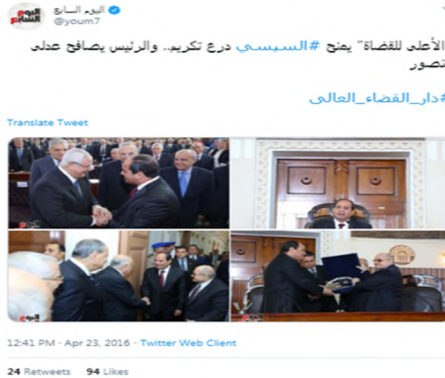 اليوم السابع
@youm7
الأعلى للقضاة" يمنح #السيسي درع تكريم.. والرئيس يصافح عدلى
نصور
#دار_القضاء_العالى
Translate Tweet
12:41 PM · Apr 23, 2016 · Twitter Web Client
24 Retweets 94 Likes